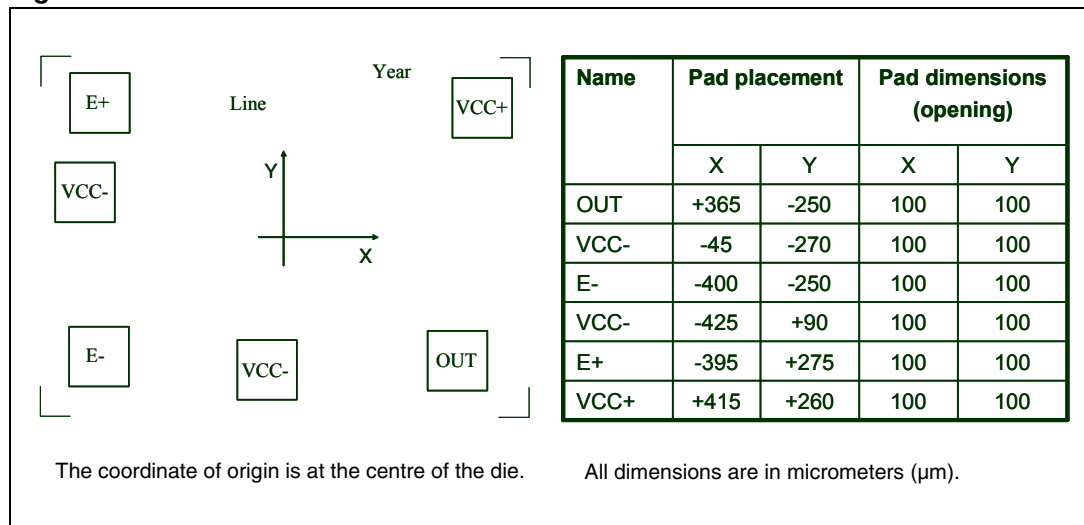 Year
E+
Line
VCC+
VCC-
Y
X
E-
VCC-
OUT
Name Pad placement Pad dimensions
(opening)
X Y X Y
OUT +365 -250 100 100
VCC- -45 -270 100 100
E- -400 -250 100 100
VCC- -425 +90 100 100
E+ -395 +275 100 100
VCC+ +415 +260 100 100
The coordinate of origin is at the centre of the die.
All dimensions are in micrometers (µm).